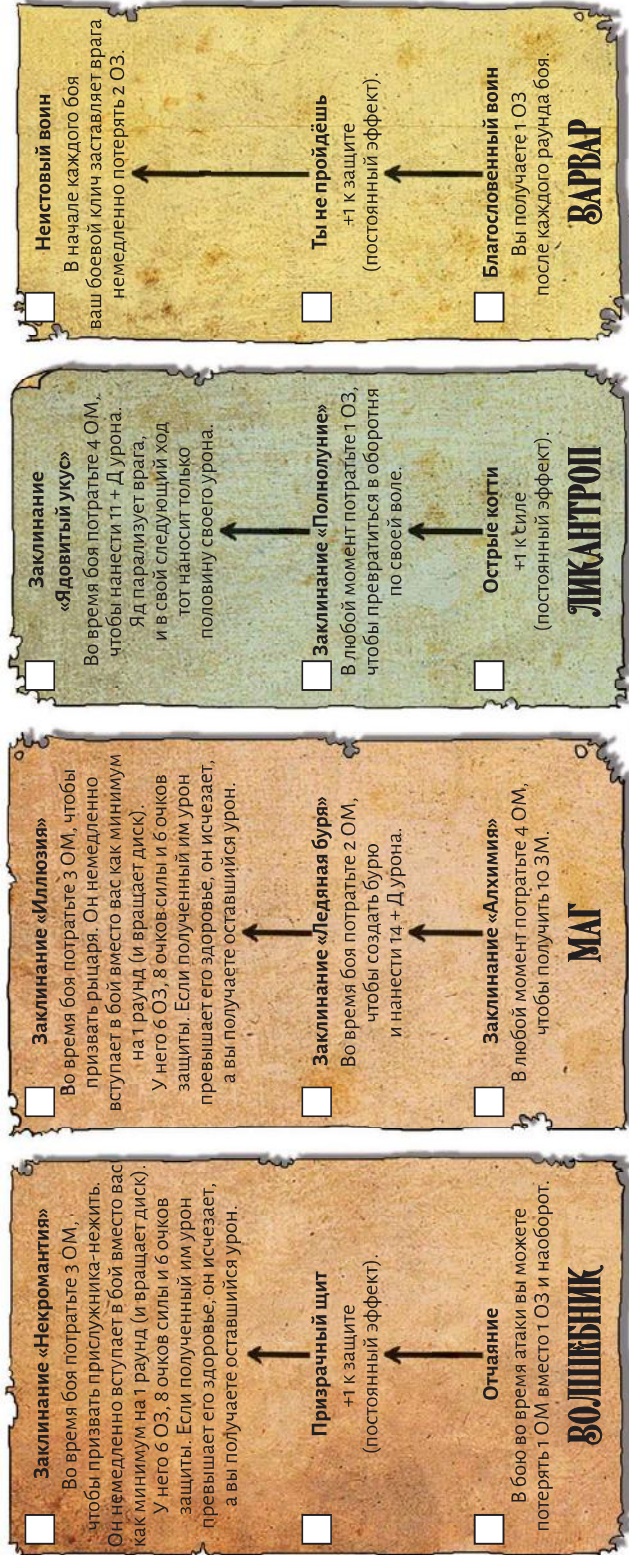 Заклинание «Некромантия»
Во время боя потратьте 3 ОМ,
чтобы призвать прислужника-нежить.
Он немедленно вступает в бой вместо вас
как минимум на 1 раунд (и вращает диск).
У него 6 ОЗ, 8 очков силы и 6 очков
защиты. Если полученный им урон
превышает его здоровье, он исчезает,
а вы получаете оставшийся урон.
Призрачный щит
+1 к защите
(постоянный эффект).
Отчаяние
В бою во время атаки вы можете
потерять 1 ОМ вместо 1 ОЗ и наоборот.
ВОЛШЕБНИК
Заклинание «Иллюзия»
Во время боя потратьте 3 ОМ, чтобы
призвать рыцаря. Он немедленно
вступает в бой вместо вас как минимум
на 1 раунд (и вращает диск).
У него 6 ОЗ, 8 очков силы и 6 очков
защиты. Если полученный им урон
превышает его здоровье, он исчезает,
а вы получаете оставшийся урон.
Заклинание «Ледяная буря»
Во время боя потратьте 2 ОМ,
чтобы создать бурю
и нанести 14 + Д урона.
Заклинание «Алхимия»
В любой момент потратьте 4 ОМ,
чтобы получить 10 ЗМ.
МАГ
Заклинание
«Ядовитый укус»
Во время боя потратьте 4 ОМ,
чтобы нанести 11 + Д урона.
Яд парализует врага,
и в свой следующий ход
тот наносит только
половину своего урона.
Заклинание «Полнолуние»
В любой момент потратьте 1 ОЗ,
чтобы превратиться в оборотня
по своей воле.
Острые когти
+1 к силе
(постоянный эффект).
ЛИКАНТРОП
Неистовый воин
В начале каждого боя
ваш боевой клич заставляет врага
немедленно потерять 2 ОЗ.
Ты не пройдёшь
+1 к защите
(постоянный эффект).
Благословенный воин
Вы получаете 1 ОЗ
после каждого раунда боя.
ВАРВАР